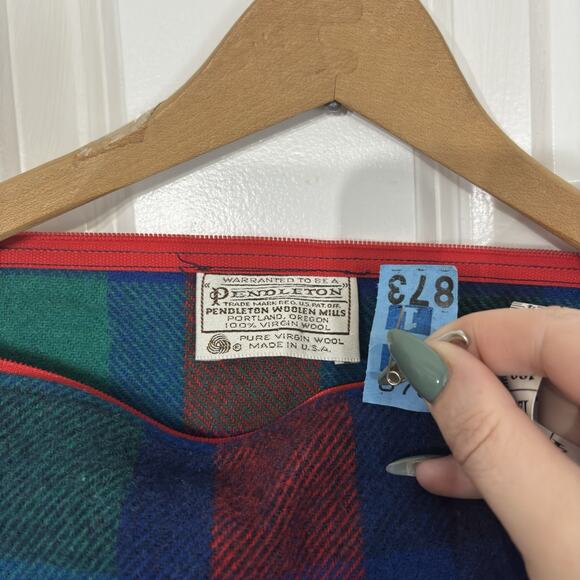 WARRANTED TO BE A
"PENDLETON"
TRADE MARK REG. U.S. PAT. OFF.
PENDLETON WOOLEN MILLS
PORTLAND, OREGON
100% VIRGIN WOOL
PURE VIRGIN WOOL
© MADE IN U.S.A.
873